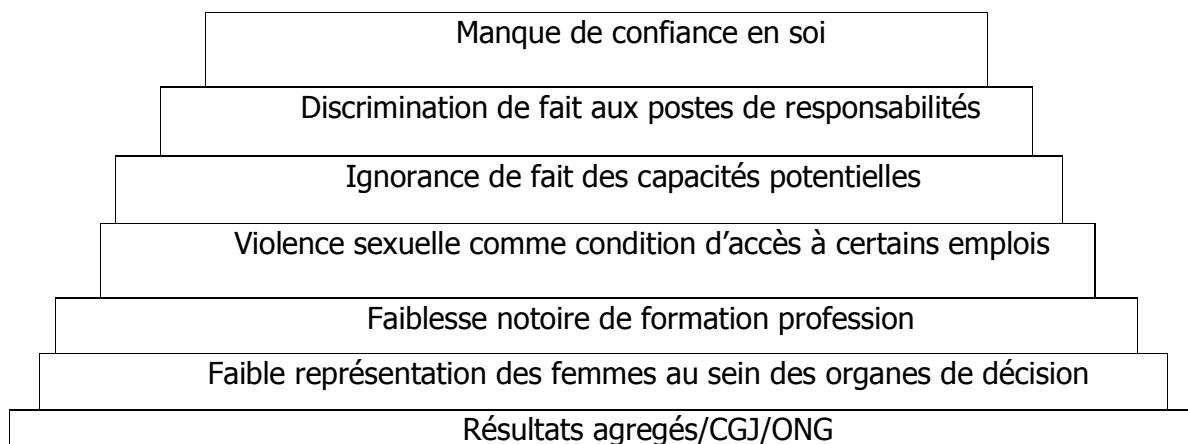 Manque de confiance en soi
Discrimination de fait aux postes de responsabilités
Ignorance de fait des capacités potentielles
Violence sexuelle comme condition d’accès à certains emplois
Faiblesse notoire de formation profession
Faible représentation des femmes au sein des organes de décision
Résultats agregés/CGJ/ONG